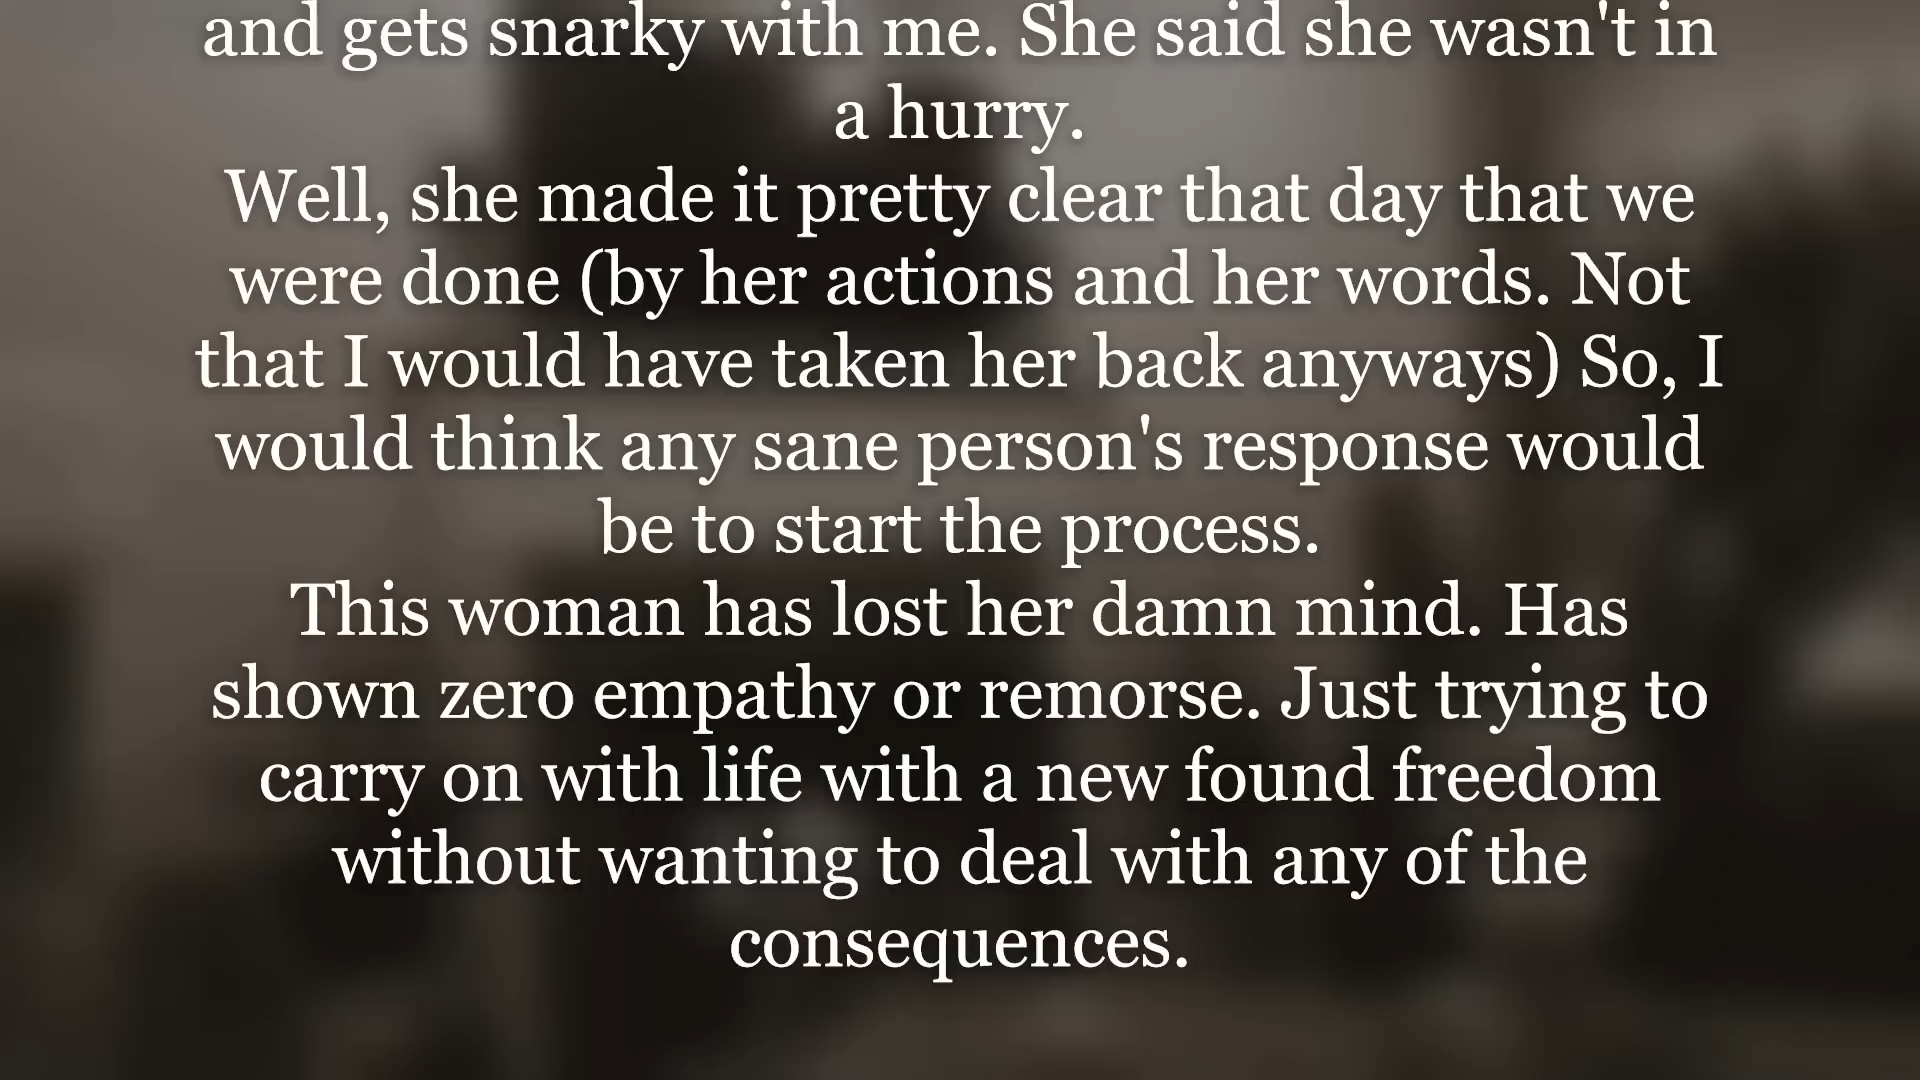 and gets snarky with me. She said she wasn't in
a hurry.
Well, she made it pretty clear that day that we
were done (by her actions and her words. Not
that I would have taken her back anyways) So, I
would think any sane person's response would
be to start the process.
This woman has lost her damn mind. Has
shown zero empathy or remorse. Just trying to
carry on with life with a new found freedom
without wanting to deal with any of the
consequences.